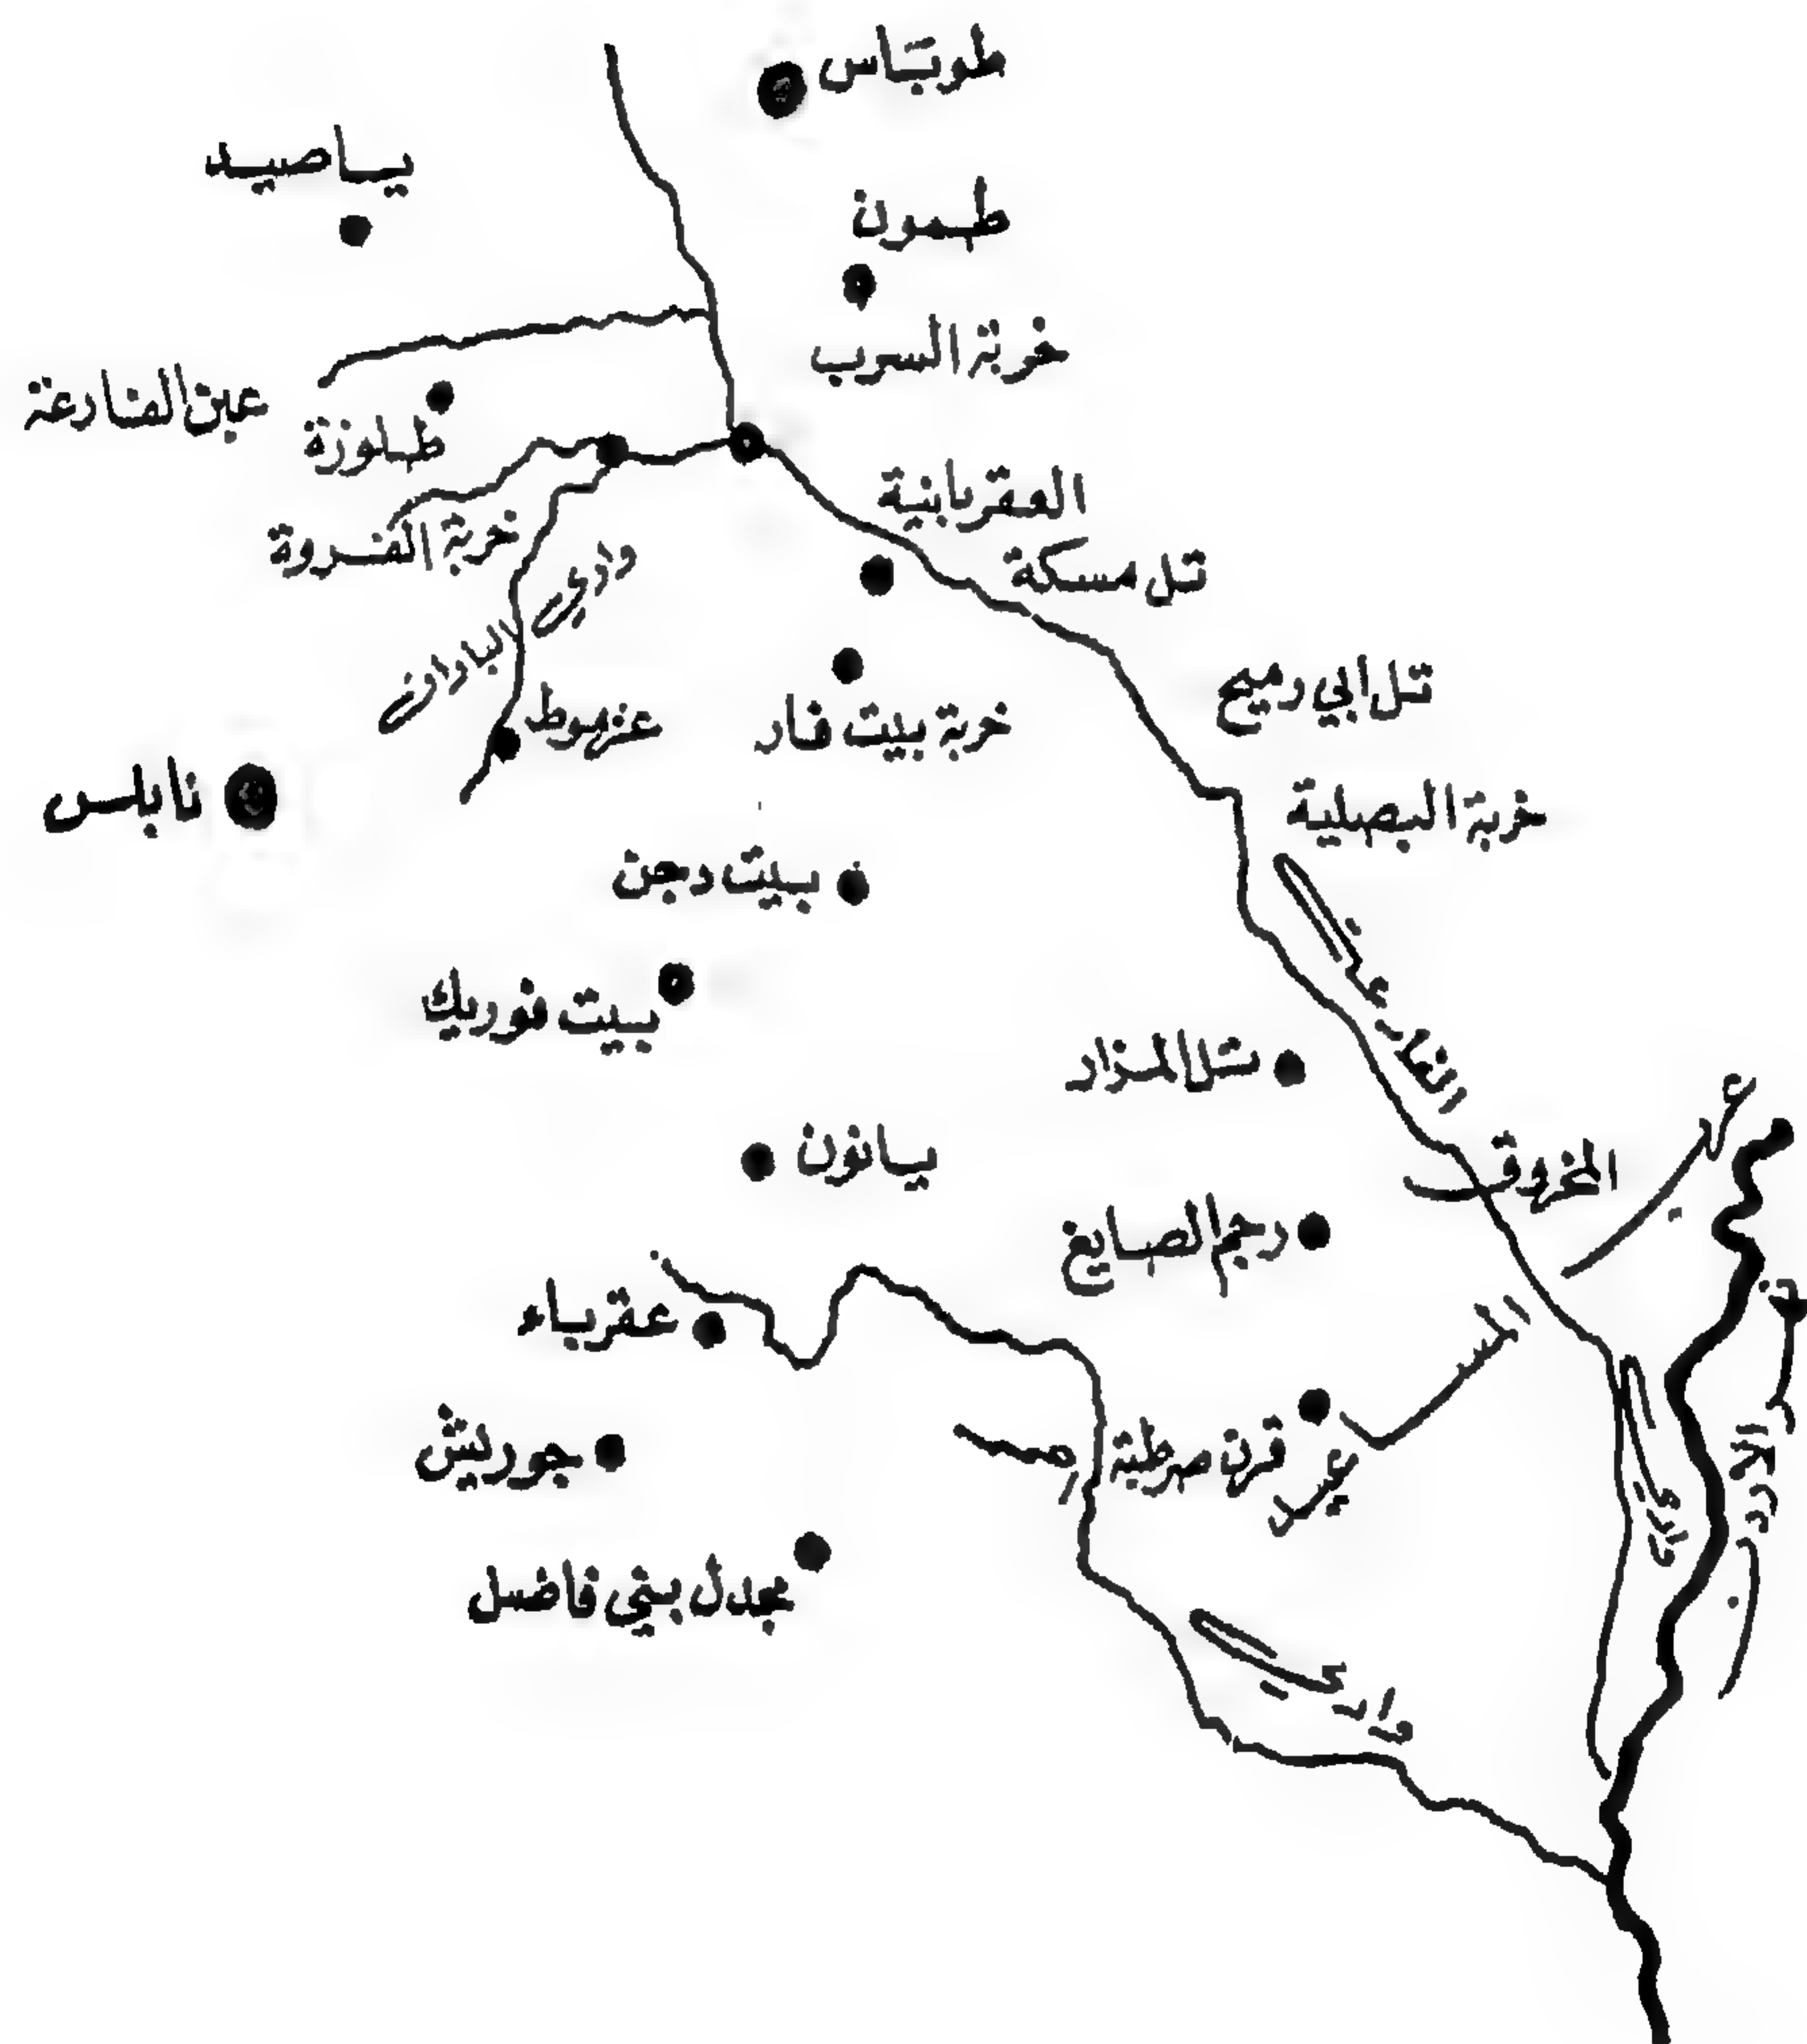 طوباس
ياصيد
طمون
خربة السرب
عين الفارعة
طلوزة
العقربانية
خربة الفروة
تل مسكة
وادي الباذان
تل ابي رميح
عنهوط
خربة بيت فار
نابلس
خربة البصلية
بيت دجن
بيت فوريك
تل المزار
المخروق
يانون
رجم الصايغ
عقرباء
قرن صرطبة
جوريش
مجدل بني فاضل
وادي